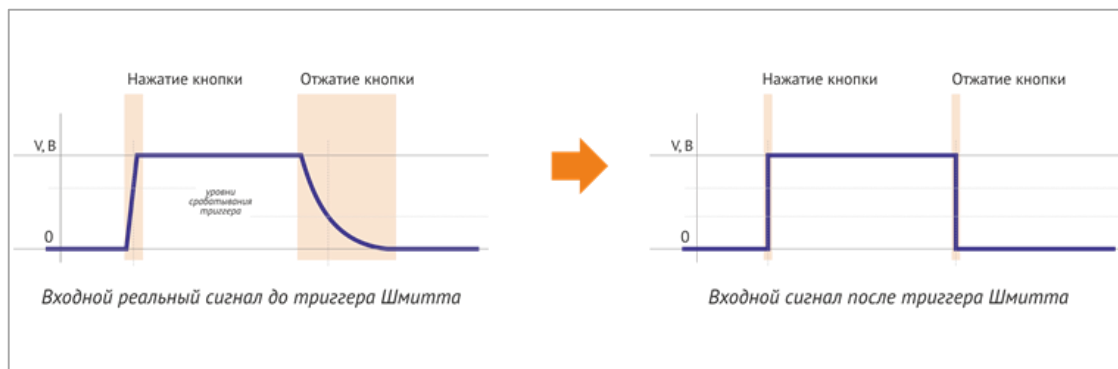 Нажатие кнопки
Отжатие кнопки
V, В
уровни
срабатывания
триггера
0
Входной реальный сигнал до триггера Шмитта
Нажатие кнопки
Отжатие кнопки
V, В
0
Входной сигнал после триггера Шмитта